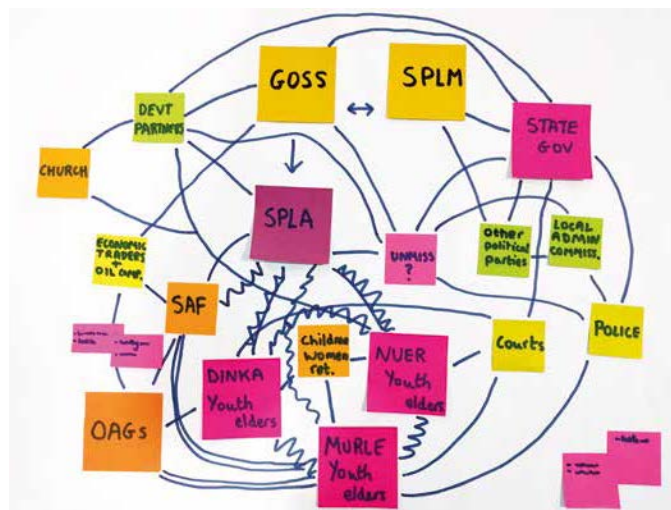 GOSS
SPLM
DEVT
PARTNERS
STATE
GOV
CHURCH
SPLA
ECONOMIC
TRADERS
+
OIL COMP.
UNMISS
?
Other
political
parties
LOCAL
ADMIN
COMMISS.
SAF
POLICE
Children
Women
ret.
NUER
Youth
elders
Courts
DINKA
Youth
elders
OAGs
MURLE
Youth
elders